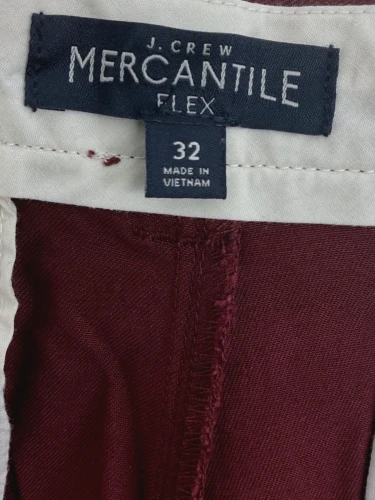 J. CREW
MERCANTILE
FLEX
32
MADE IN
VIETNAM